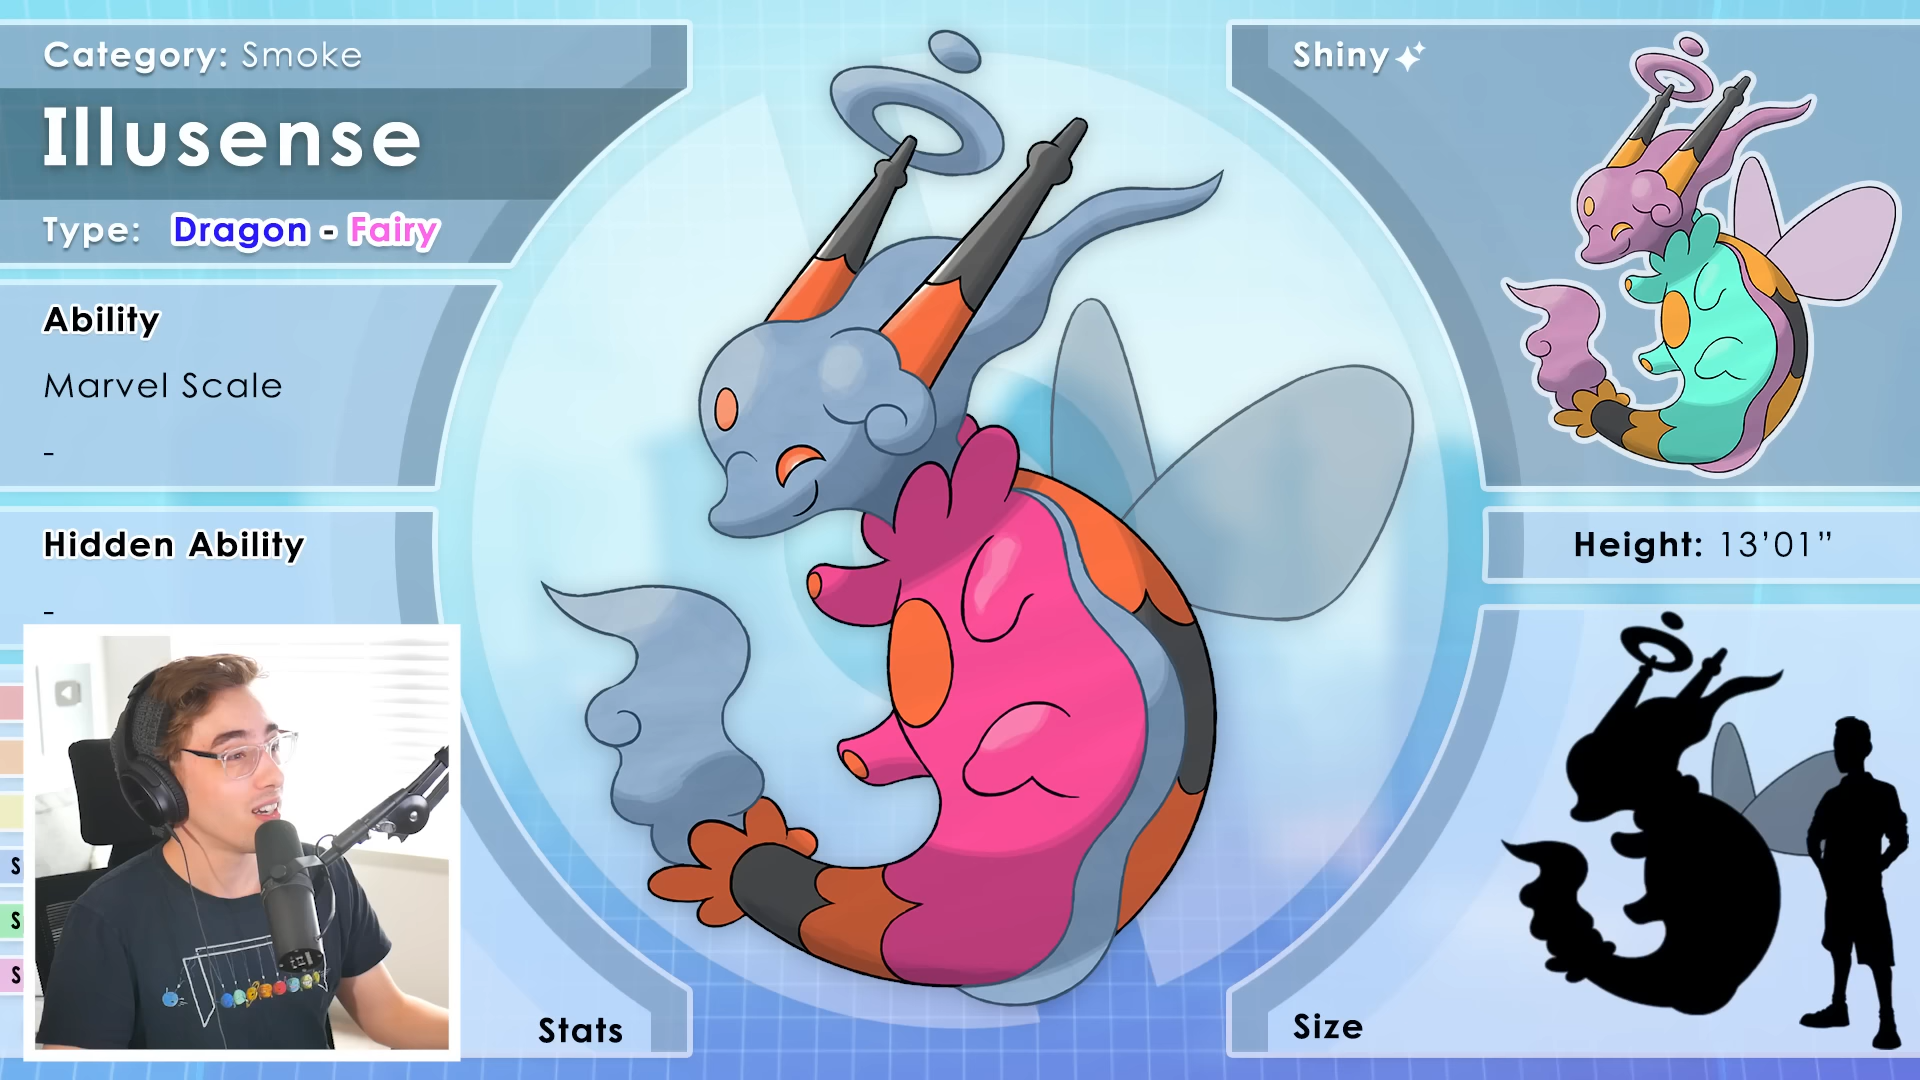 Category: Smoke
Illusense
Type: Dragon - Fairy
Ability
Marvel Scale
-
Hidden Ability
-
S
S
S
Stats
Shiny
Height: 13’01”
Size